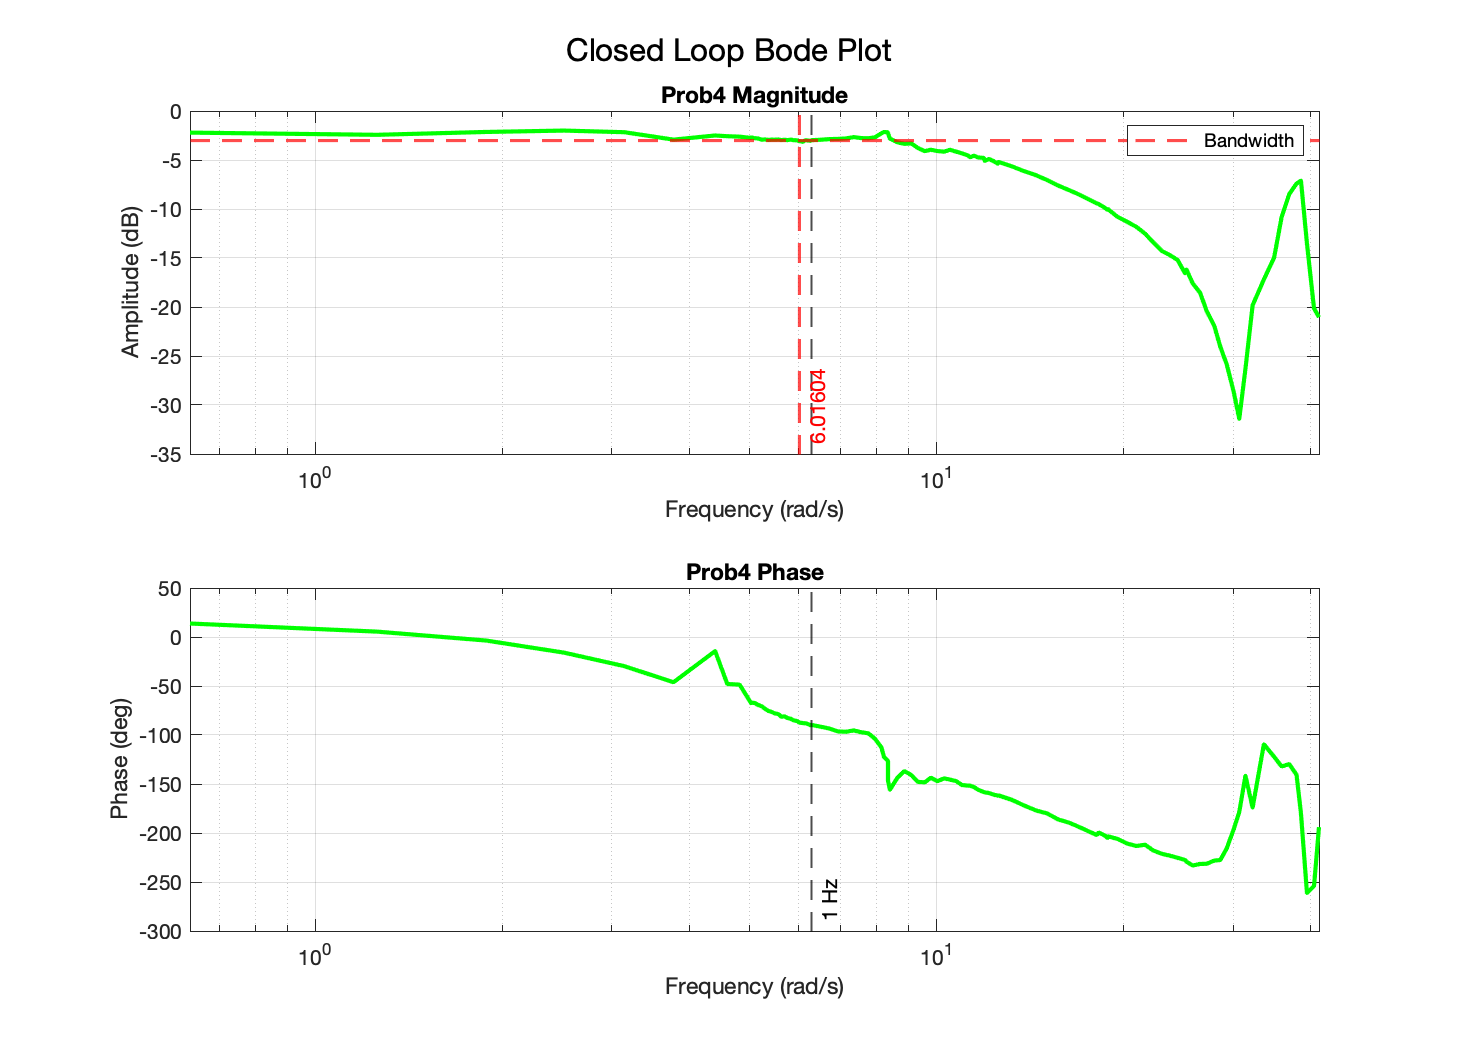 Closed Loop Bode Plot
Prob4 Magnitude
0
-5
-10
-15
-20
-25
-30
-35
Amplitude (dB)
Bandwidth
6.01604
10^0
10^1
Frequency (rad/s)
Prob4 Phase
50
0
-50
-100
-150
-200
-250
-300
Phase (deg)
1 Hz
10^0
10^1
Frequency (rad/s)